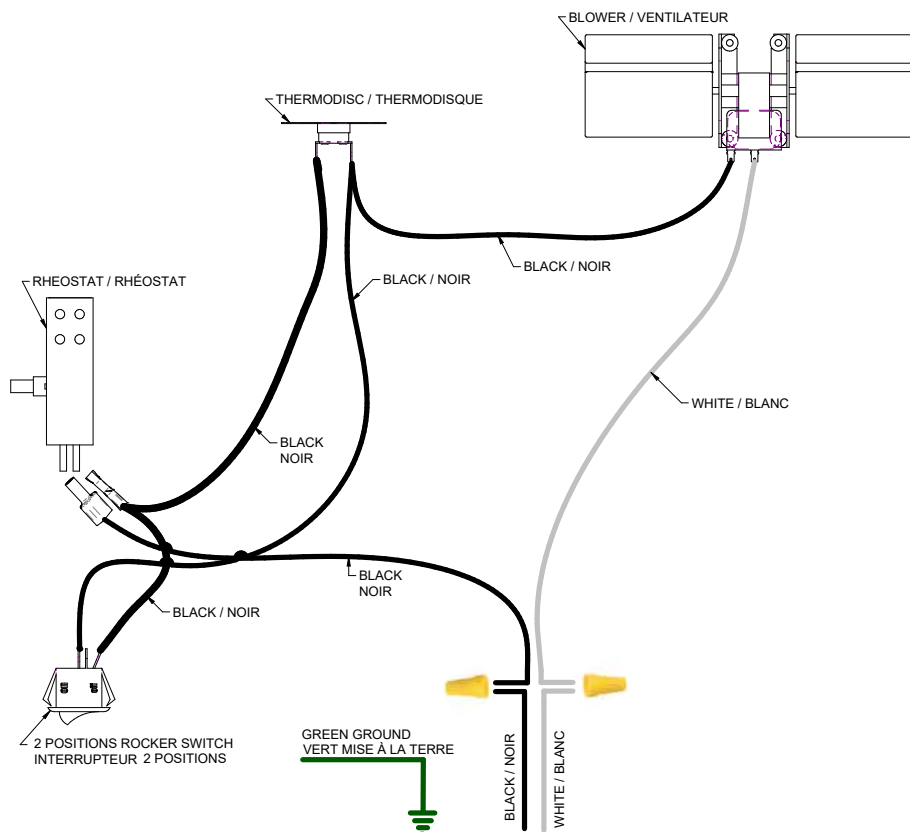 BLOWER / VENTILATEUR
THERMODISC / THERMODISQUE
BLACK / NOIR
BLACK / NOIR
RHEOSTAT / RHÉOSTAT
WHITE / BLANC
BLACK
NOIR
BLACK
NOIR
BLACK / NOIR
2 POSITIONS ROCKER SWITCH
INTERRUPTEUR 2 POSITIONS
GREEN GROUND
VERT MISE À LA TERRE
BLACK / NOIR
WHITE / BLANC